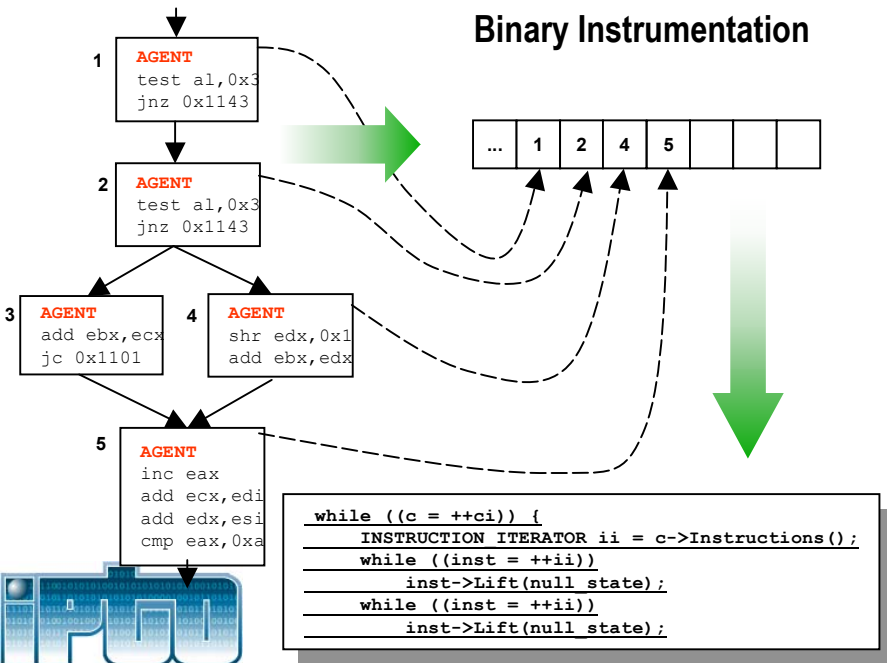 Binary Instrumentation
1
AGENT
test al,0x3
jnz 0x1143
2
AGENT
test al,0x3
jnz 0x1143
3
AGENT
add ebx,ecx
jc 0x1101
4
AGENT
shr edx,0x1
add ebx,edx
5
AGENT
inc eax
add ecx,edi
add edx,esi
cmp eax,0xa
... 1 2 4 5
while ((c = ++ci)) {
INSTRUCTION_ITERATOR ii = c->Instructions();
while ((inst = ++ii))
inst->Lift(null_state);
while ((inst = ++ii))
inst->Lift(null_state);
iPTO